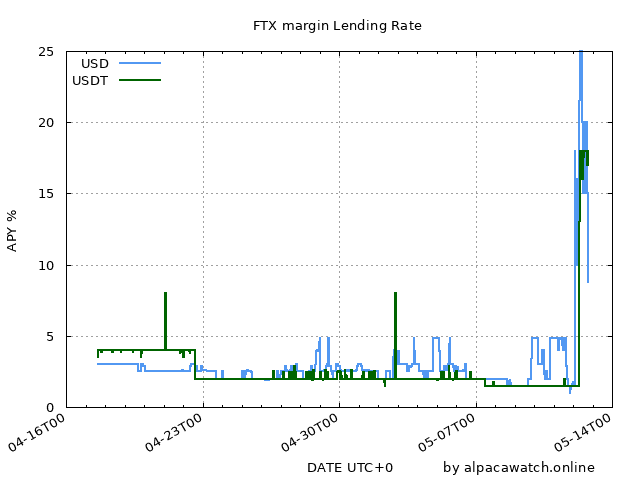 FTX margin Lending Rate
USD
USDT
25
20
15
10
5
0
APY %
04-16T00
04-23T00
04-30T00
05-07T00
05-14T00
DATE UTC+0
by alpacawatch.online